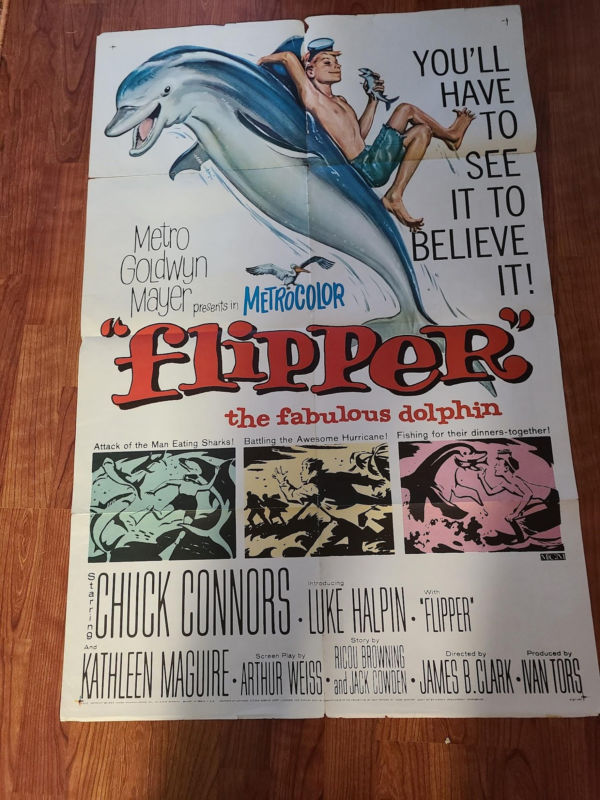 YOU'LL
HAVE
TO
SEE
IT TO
BELIEVE
IT!
Metro
Goldwyn
Mayer presents in METROCOLOR
"flipper"
the fabulous dolphin
Attack of the Man Eating Sharks! Battling the Awesome Hurricane! Fishing for their dinners-together!
MGM
Starring CHUCK CONNORS · Introducing LUKE HALPIN · With "FLIPPER"
And KATHLEEN MAGUIRE · Screen Play by ARTHUR WEISS · Story by RICOU BROWNING and JACK COWDEN · Directed by JAMES B. CLARK · Produced by IVAN TORS